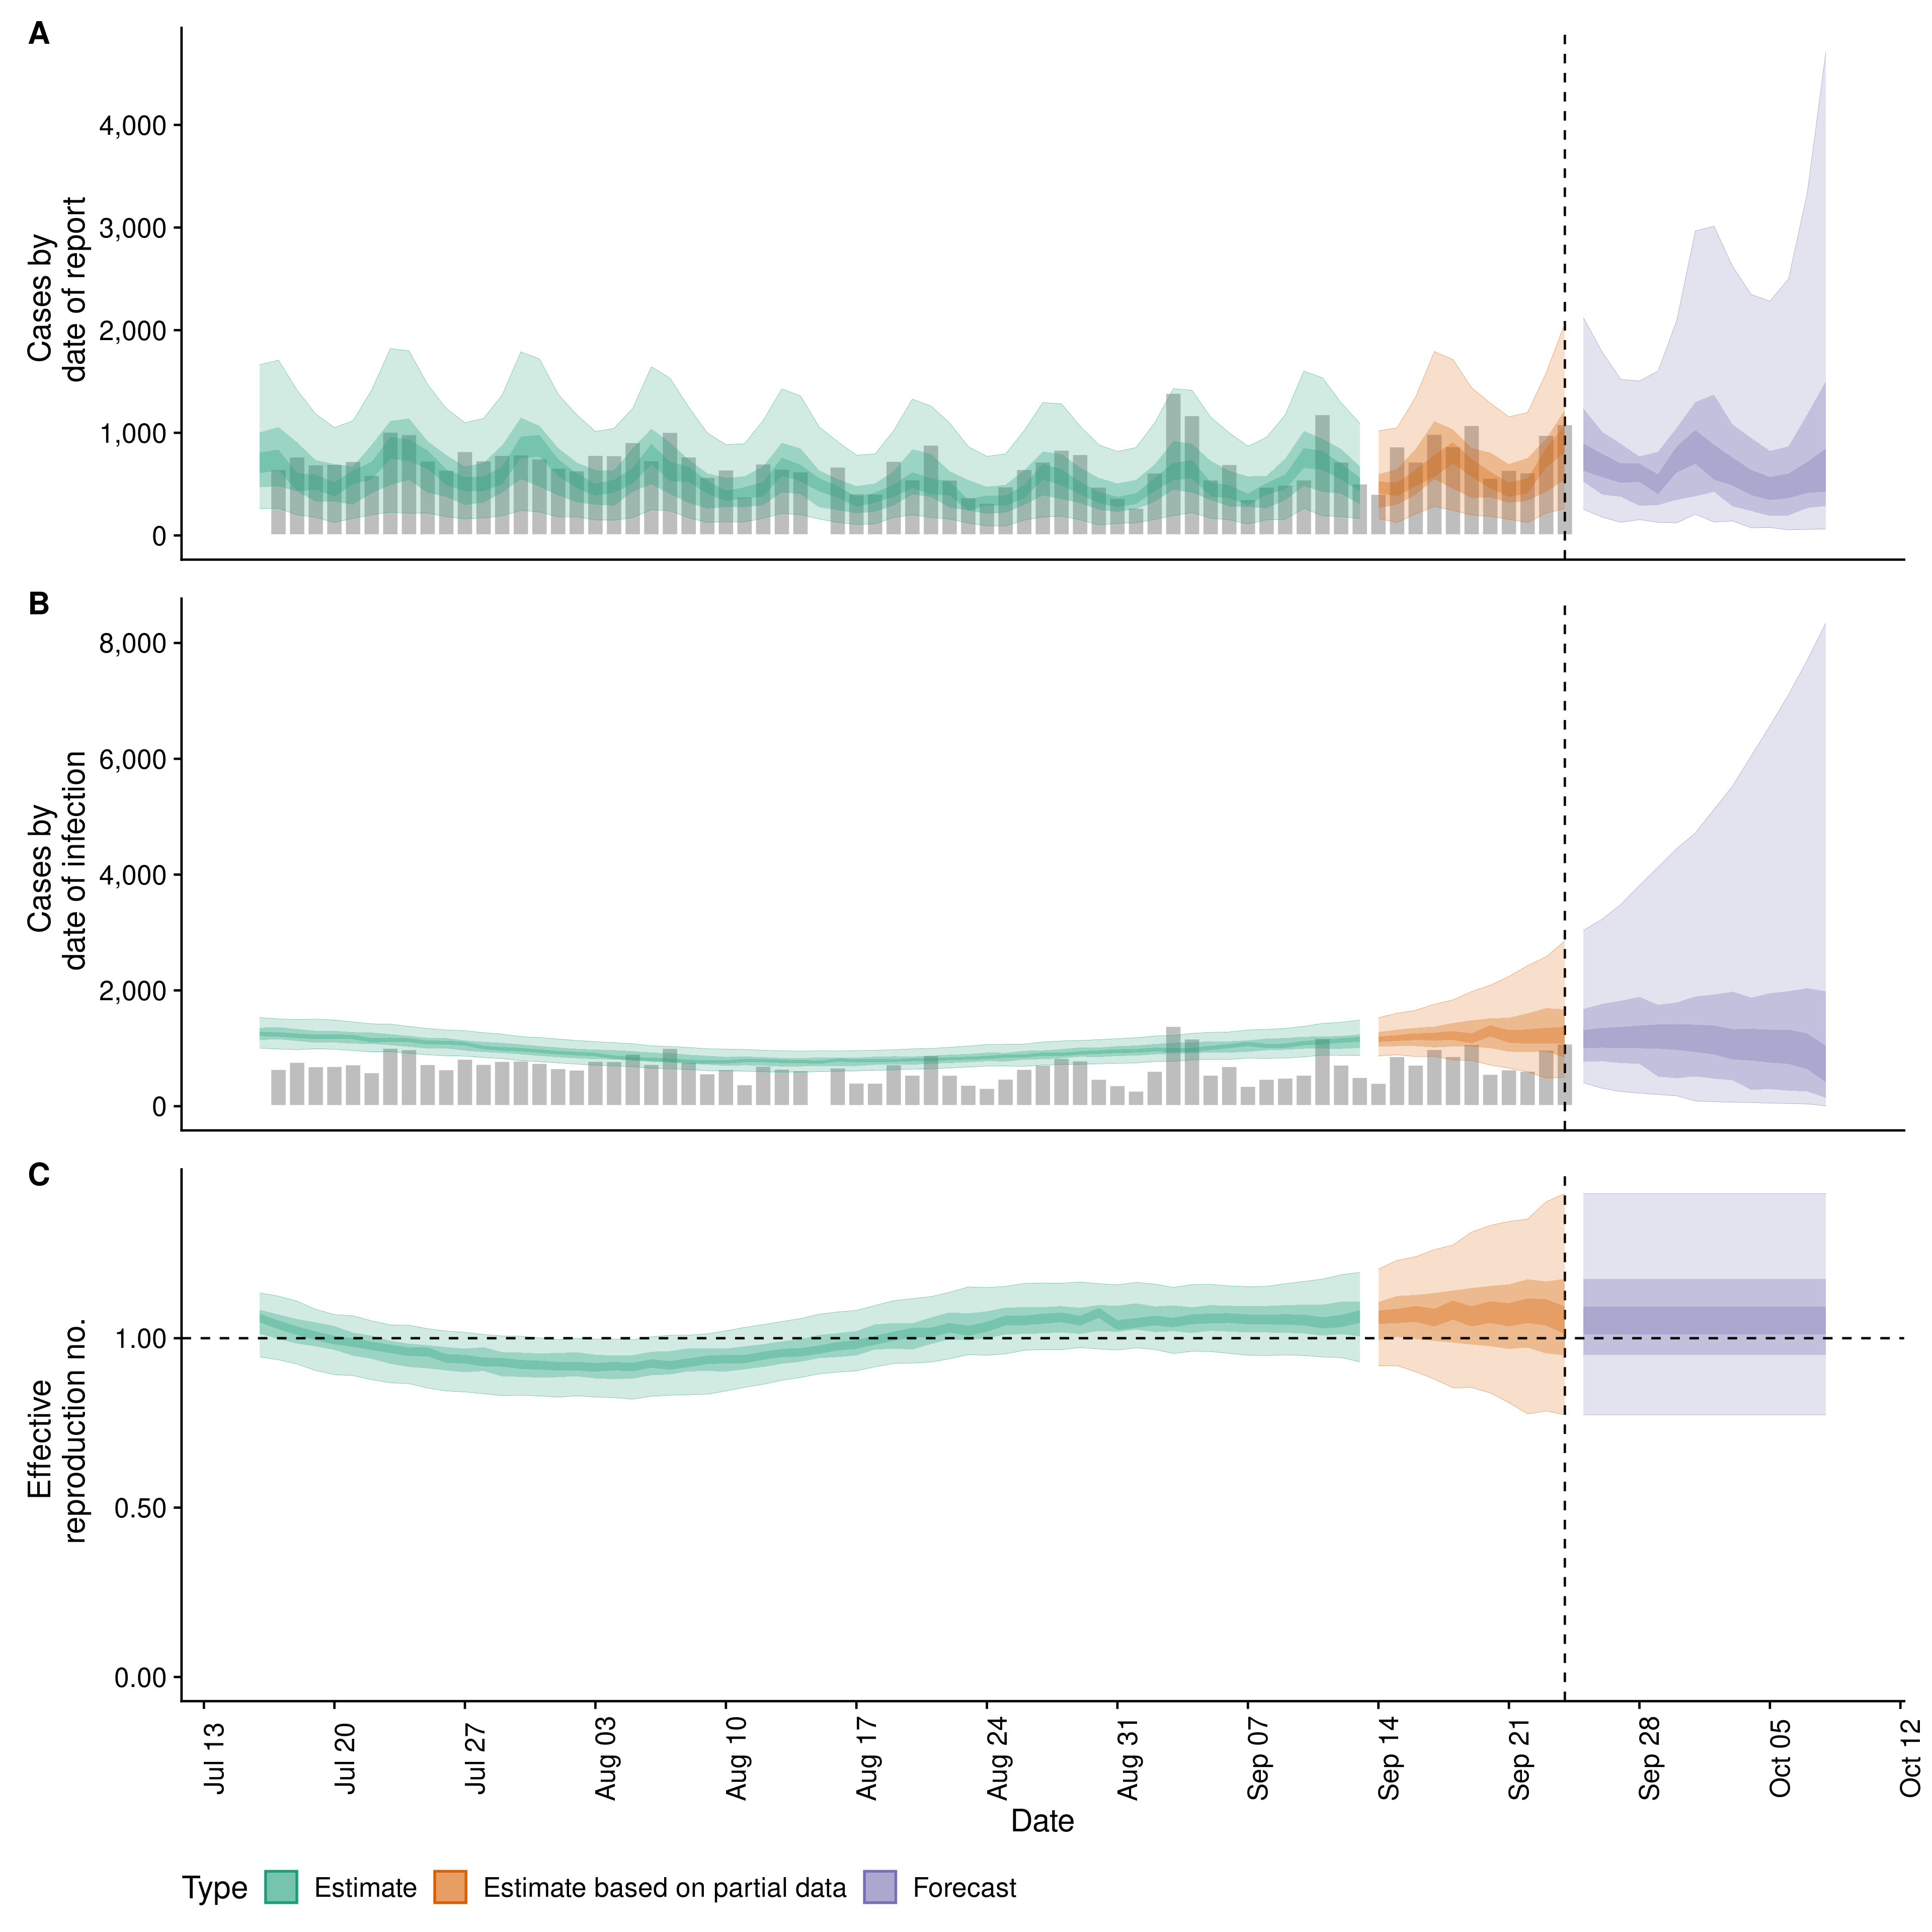 A
Cases by
date of report
4,000
3,000
2,000
1,000
0
B
Cases by
date of infection
8,000
6,000
4,000
2,000
0
C
Effective
reproduction no.
1.00
0.50
0.00
Jul 13
Jul 20
Jul 27
Aug 03
Aug 10
Aug 17
Aug 24
Aug 31
Sep 07
Sep 14
Sep 21
Sep 28
Oct 05
Oct 12
Date
Type
Estimate
Estimate based on partial data
Forecast